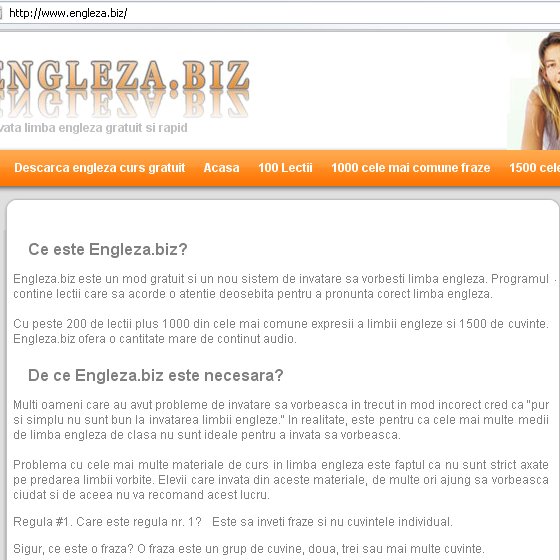 http://www.engleza.biz/
ENGLEZA.BIZ
vata limba engleza gratuit si rapid
Descarca engleza curs gratuit Acasa 100 Lectii 1000 cele mai comune fraze 1500 cele
Ce este Engleza.biz?
Engleza.biz este un mod gratuit si un nou sistem de invatare sa vorbesti limba engleza. Programul
contine lectii care sa acorde o atentie deosebita pentru a pronunta corect limba engleza.
Cu peste 200 de lectii plus 1000 din cele mai comune expresii a limbii engleze si 1500 de cuvinte.
Engleza.biz ofera o cantitate mare de continut audio.
De ce Engleza.biz este necesara?
Multi oameni care au avut probleme de invatare sa vorbeasca in trecut in mod incorect cred ca "pur
si simplu nu sunt bun la invatarea limbii engleze." In realitate, este pentru ca cele mai multe medii
de limba engleza de clasa nu sunt ideale pentru a invata sa vorbeasca.
Problema cu cele mai multe materiale de curs in limba engleza este faptul ca nu sunt strict axate
pe predarea limbii vorbite. Elevii care invata din aceste materiale, de multe ori ajung sa vorbeasca
ciudat si de aceea nu va recomand acest lucru.
Regula #1. Care este regula nr. 1? Este sa inveti fraze si nu cuvintele individual.
Sigur, ce este o fraza? O fraza este un grup de cuvine, doua, trei sau mai multe cuvinte.